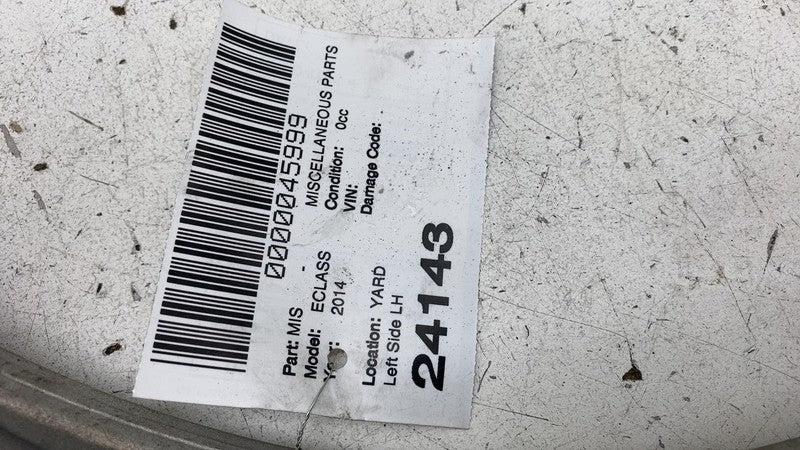 0000045999
Part: MIS - MISCELLANEOUS PARTS
Model: ECLASS Condition: 0cc
2014 VIN:
Damage Code: .
Location: YARD
Left Side LH
24143